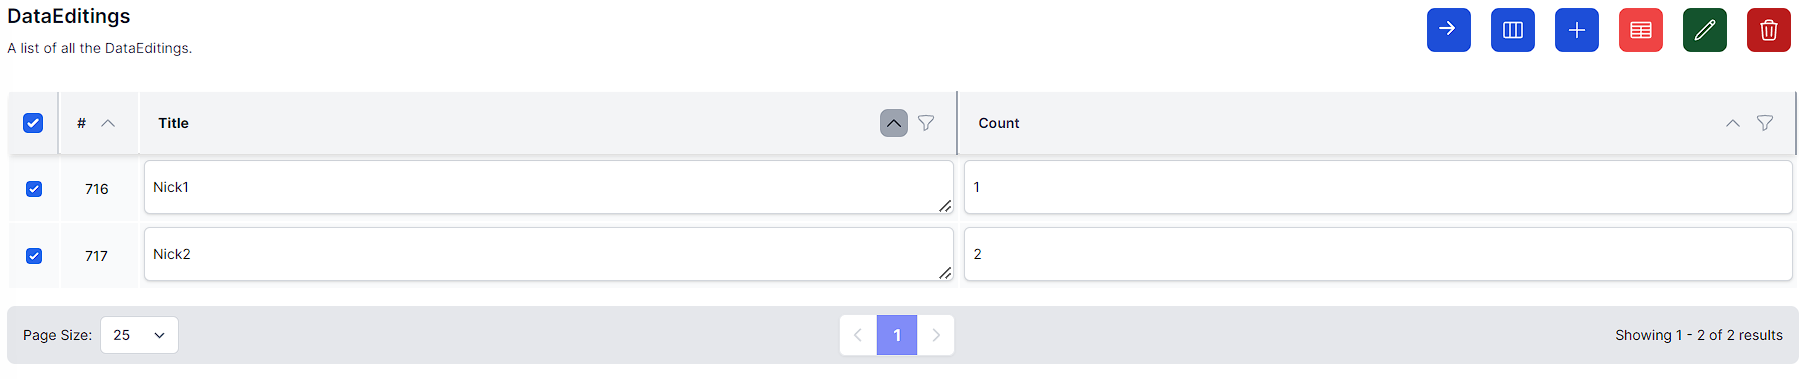 DataEditings
A list of all the DataEditings.
# Title Count
716 Nick1 1
717 Nick2 2
Page Size: 25 1 Showing 1 - 2 of 2 results